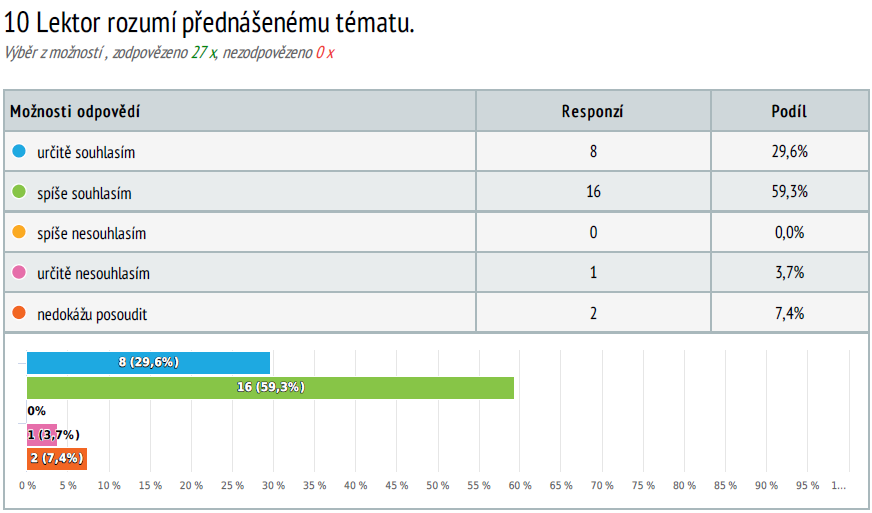 10 Lektor rozumí přednášenému tématu.
Výběr z možností , zodpovězeno 27 x, nezodpovězeno 0 x
Možnosti odpovědí Responzí Podíl
určitě souhlasím 8 29,6%
spíše souhlasím 16 59,3%
spíše nesouhlasím 0 0,0%
určitě nesouhlasím 1 3,7%
nedokážu posoudit 2 7,4%
8 (29,6%)
16 (59,3%)
0%
1 (3,7%)
2 (7,4%)
0 % 5 % 10 % 15 % 20 % 25 % 30 % 35 % 40 % 45 % 50 % 55 % 60 % 65 % 70 % 75 % 80 % 85 % 90 % 95 % 1...